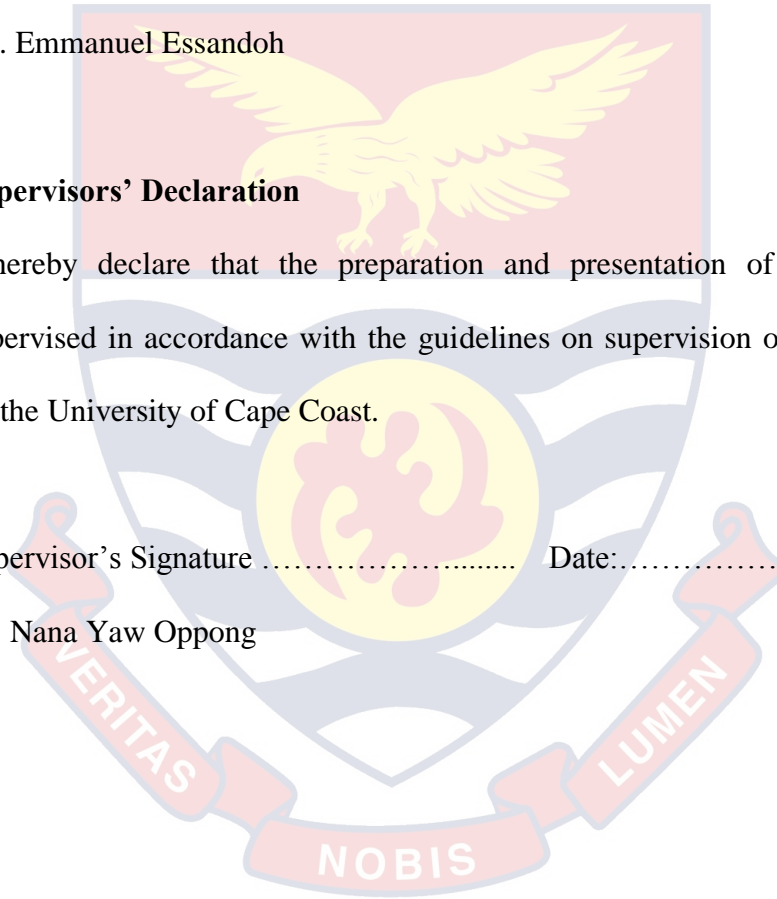 . Emmanuel Essandoh
pervisors’ Declaration
hereby declare that the preparation and presentation of
pervised in accordance with the guidelines on supervision o
the University of Cape Coast.
pervisor’s Signature ………………........ Date:……………
Nana Yaw Oppong
VERITAS
NOBIS
LUMEN